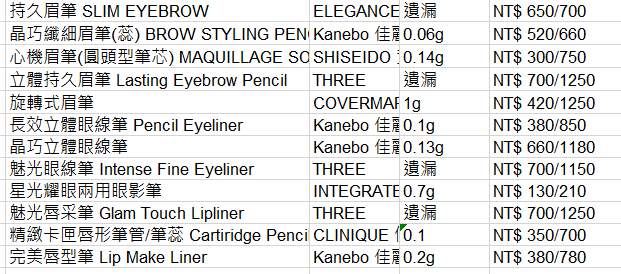 持久眉筆 SLIM EYEBROW ELEGANCE 遺漏 NT$ 650/700
晶巧纖細眉筆(蕊) BROW STYLING PEN Kanebo 佳麗 0.06g NT$ 520/660
心機眉筆(圓頭型筆芯) MAQUILLAGE SO SHISEIDO 0.14g NT$ 300/750
立體持久眉筆 Lasting Eyebrow Pencil THREE 遺漏 NT$ 700/1250
旋轉式眉筆 COVERMAR 1g NT$ 420/1250
長效立體眼線筆 Pencil Eyeliner Kanebo 佳麗 0.1g NT$ 380/850
晶巧立體眼線筆 Kanebo 佳麗 0.13g NT$ 660/1180
魅光眼線筆 Intense Fine Eyeliner THREE 遺漏 NT$ 700/1150
星光耀眼兩用眼影筆 INTEGRATE 0.7g NT$ 130/210
魅光唇采筆 Glam Touch Lipliner THREE 遺漏 NT$ 700/1250
精緻卡匣唇形筆管/筆蕊 Cartiridge Pencil CLINIQUE 0.1 NT$ 350/700
完美唇型筆 Lip Make Liner Kanebo 佳麗 0.2g NT$ 380/780